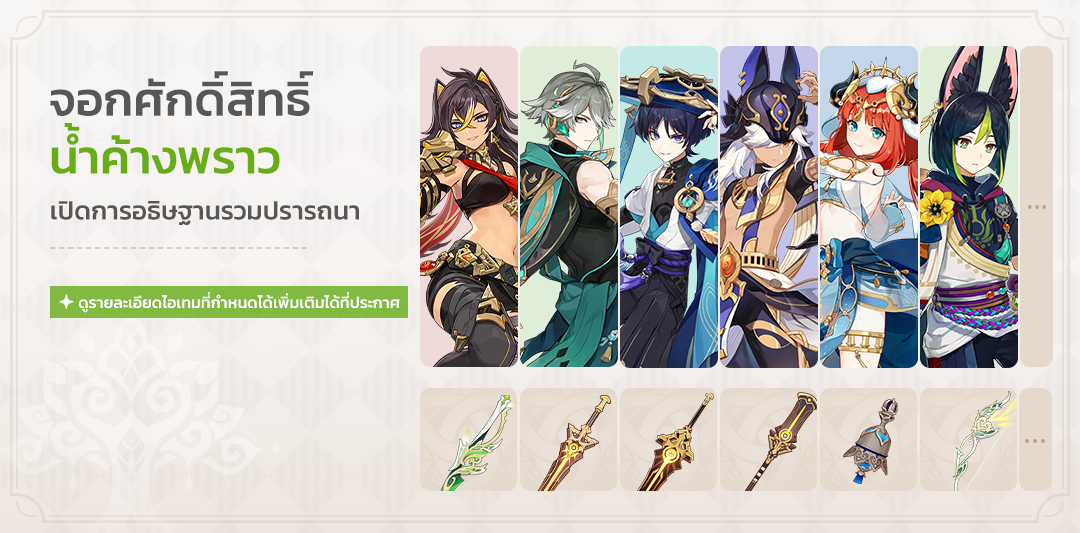 จอกศักดิ์สิทธิ์
น้ำค้างพราว
เปิดการอธิษฐานรวมปรารถนา
ดูรายละเอียดไอเทมที่กำหนดได้เพิ่มเติมได้ที่ประกาศ